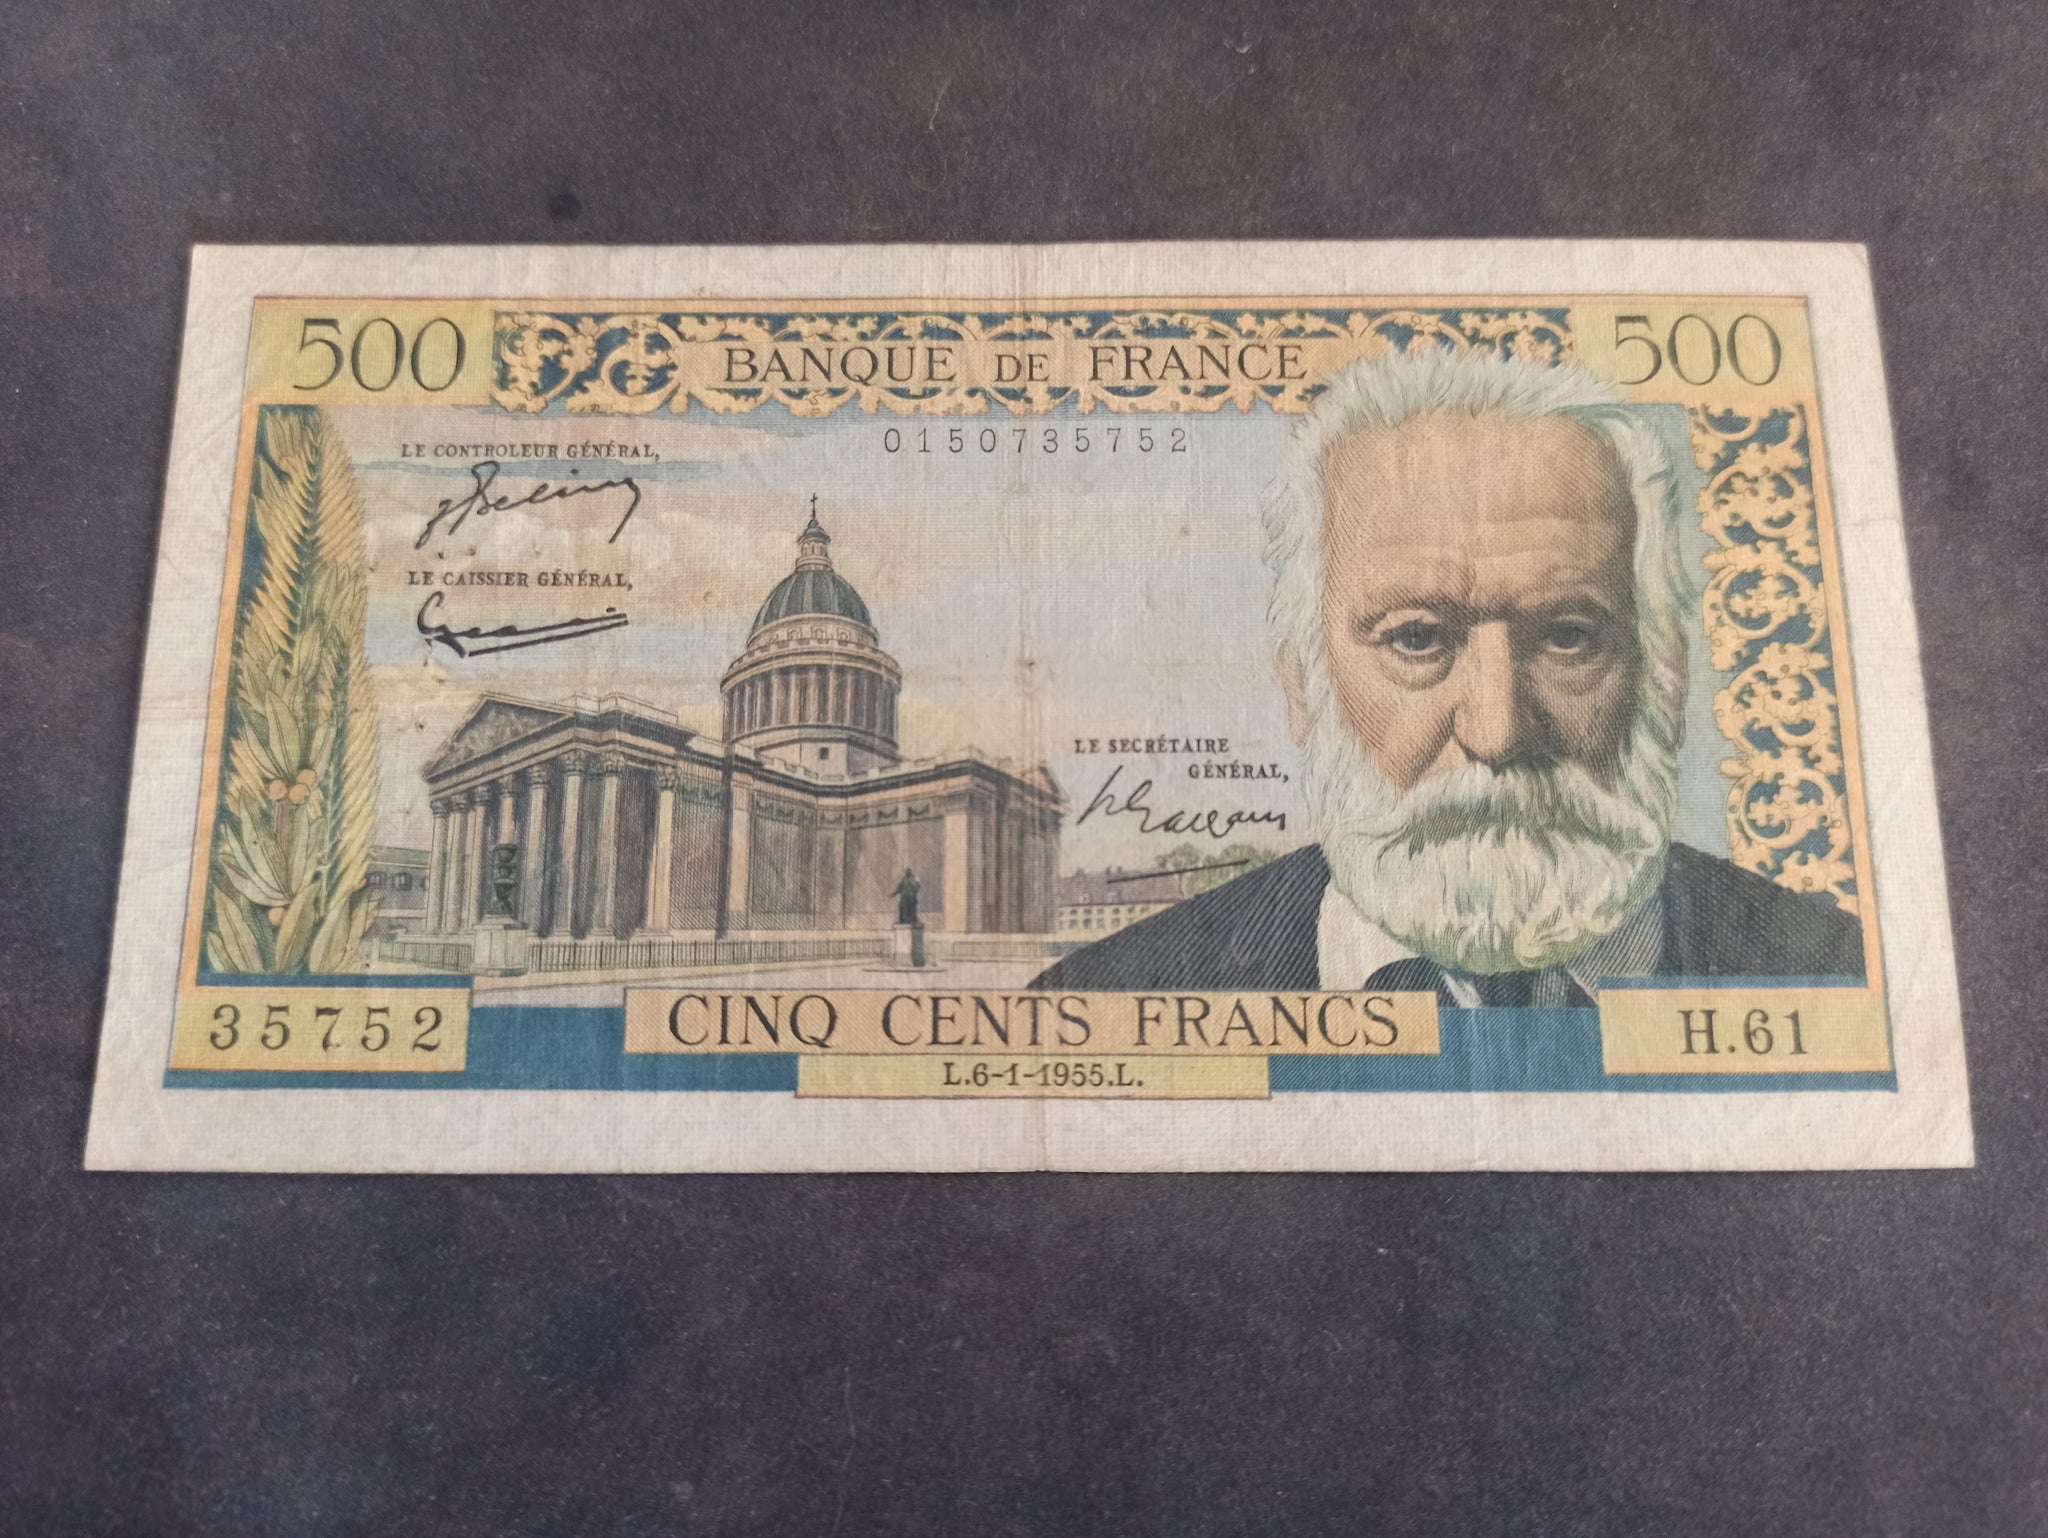 500
BANQUE DE FRANCE
500
0150735752
LE CONTROLEUR GÉNÉRAL,
LE CAISSIER GÉNÉRAL,
LE SECRÉTAIRE
GÉNÉRAL,
35752
CINQ CENTS FRANCS
H.61
L.6-1-1955.L.